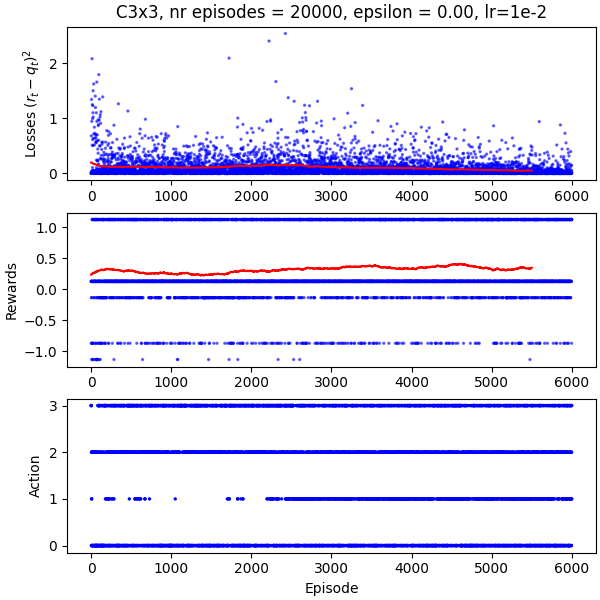 C3x3, nr episodes = 20000, epsilon = 0.00, lr=1e-2
Losses $(r_t - q_t)^2$
2
1
0
0 1000 2000 3000 4000 5000 6000
Rewards
1.0
0.5
0.0
−0.5
−1.0
0 1000 2000 3000 4000 5000 6000
Action
3
2
1
0
0 1000 2000 3000 4000 5000 6000
Episode